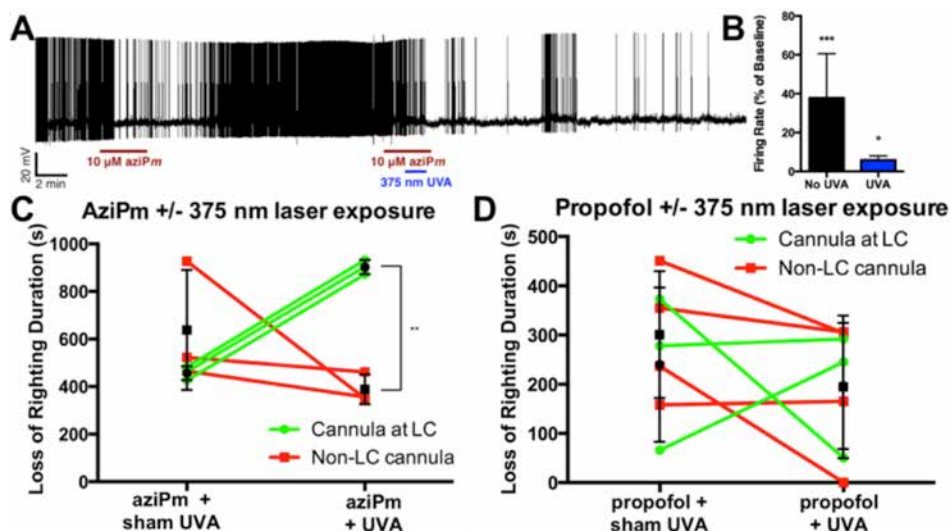 A
B
20 mV
2 min
10 µM aziPm
10 µM aziPm
375 nm UVA
Firing Rate (% of Baseline)
80
60
40
20
0
***
*
No UVA
UVA
C
AziPm +/- 375 nm laser exposure
Loss of Righting Duration (s)
1000
800
600
400
200
0
**
Cannula at LC
Non-LC cannula
aziPm +
sham UVA
aziPm
+ UVA
D
Propofol +/- 375 nm laser exposure
Loss of Righting Duration (s)
500
400
300
200
100
0
Cannula at LC
Non-LC cannula
propofol +
sham UVA
propofol
+ UVA